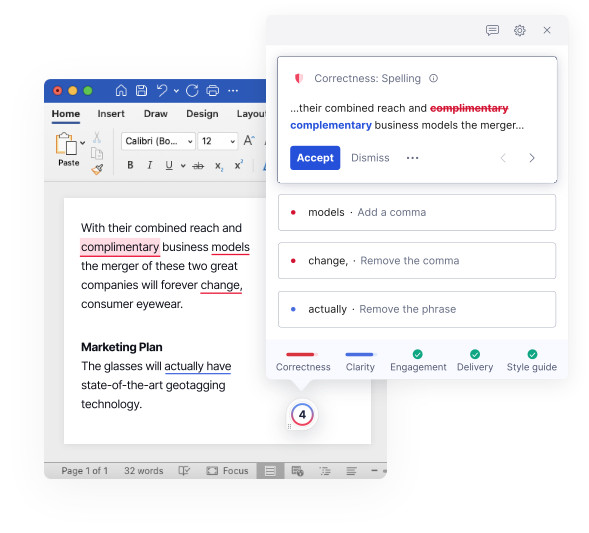 Home Insert Draw Design Layou
Paste
Calibri (Bo... 12 A
B I U ab x₂ x²
With their combined reach and
complimentary business models
the merger of these two great
companies will forever change,
consumer eyewear.
Marketing Plan
The glasses will actually have
state-of-the-art geotagging
technology.
Page 1 of 1 32 words Focus
Correctness: Spelling
...their combined reach and complimentary
complementary business models the merger...
Accept Dismiss
models · Add a comma
change, · Remove the comma
actually · Remove the phrase
Correctness Clarity Engagement Delivery Style guide
4